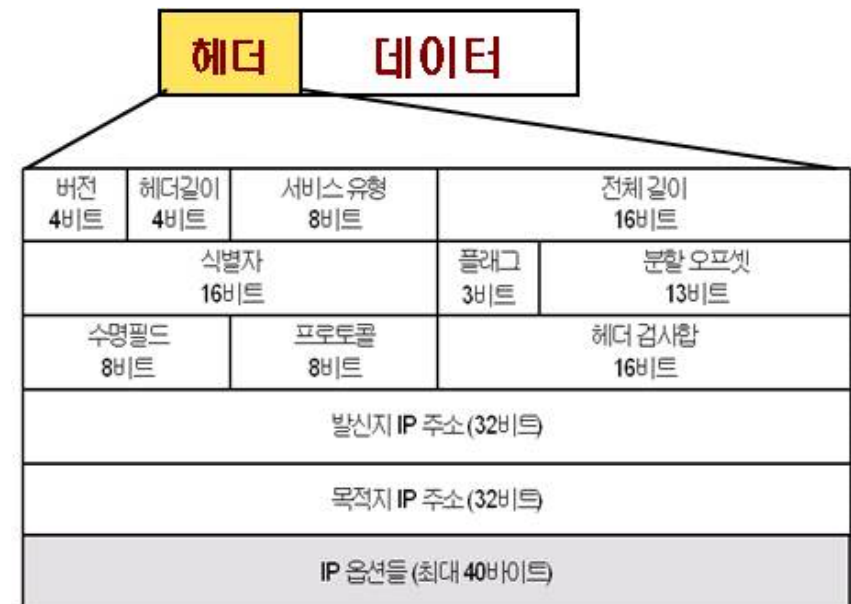 헤더 데이터
버전 헤더길이 서비스 유형 전체 길이
4비트 4비트 8비트 16비트
식별자 플래그 분할 오프셋
16비트 3비트 13비트
수명필드 프로토콜 헤더 검사합
8비트 8비트 16비트
발신지 IP 주소 (32비트)
목적지 IP 주소 (32비트)
IP 옵션들 (최대 40바이트)